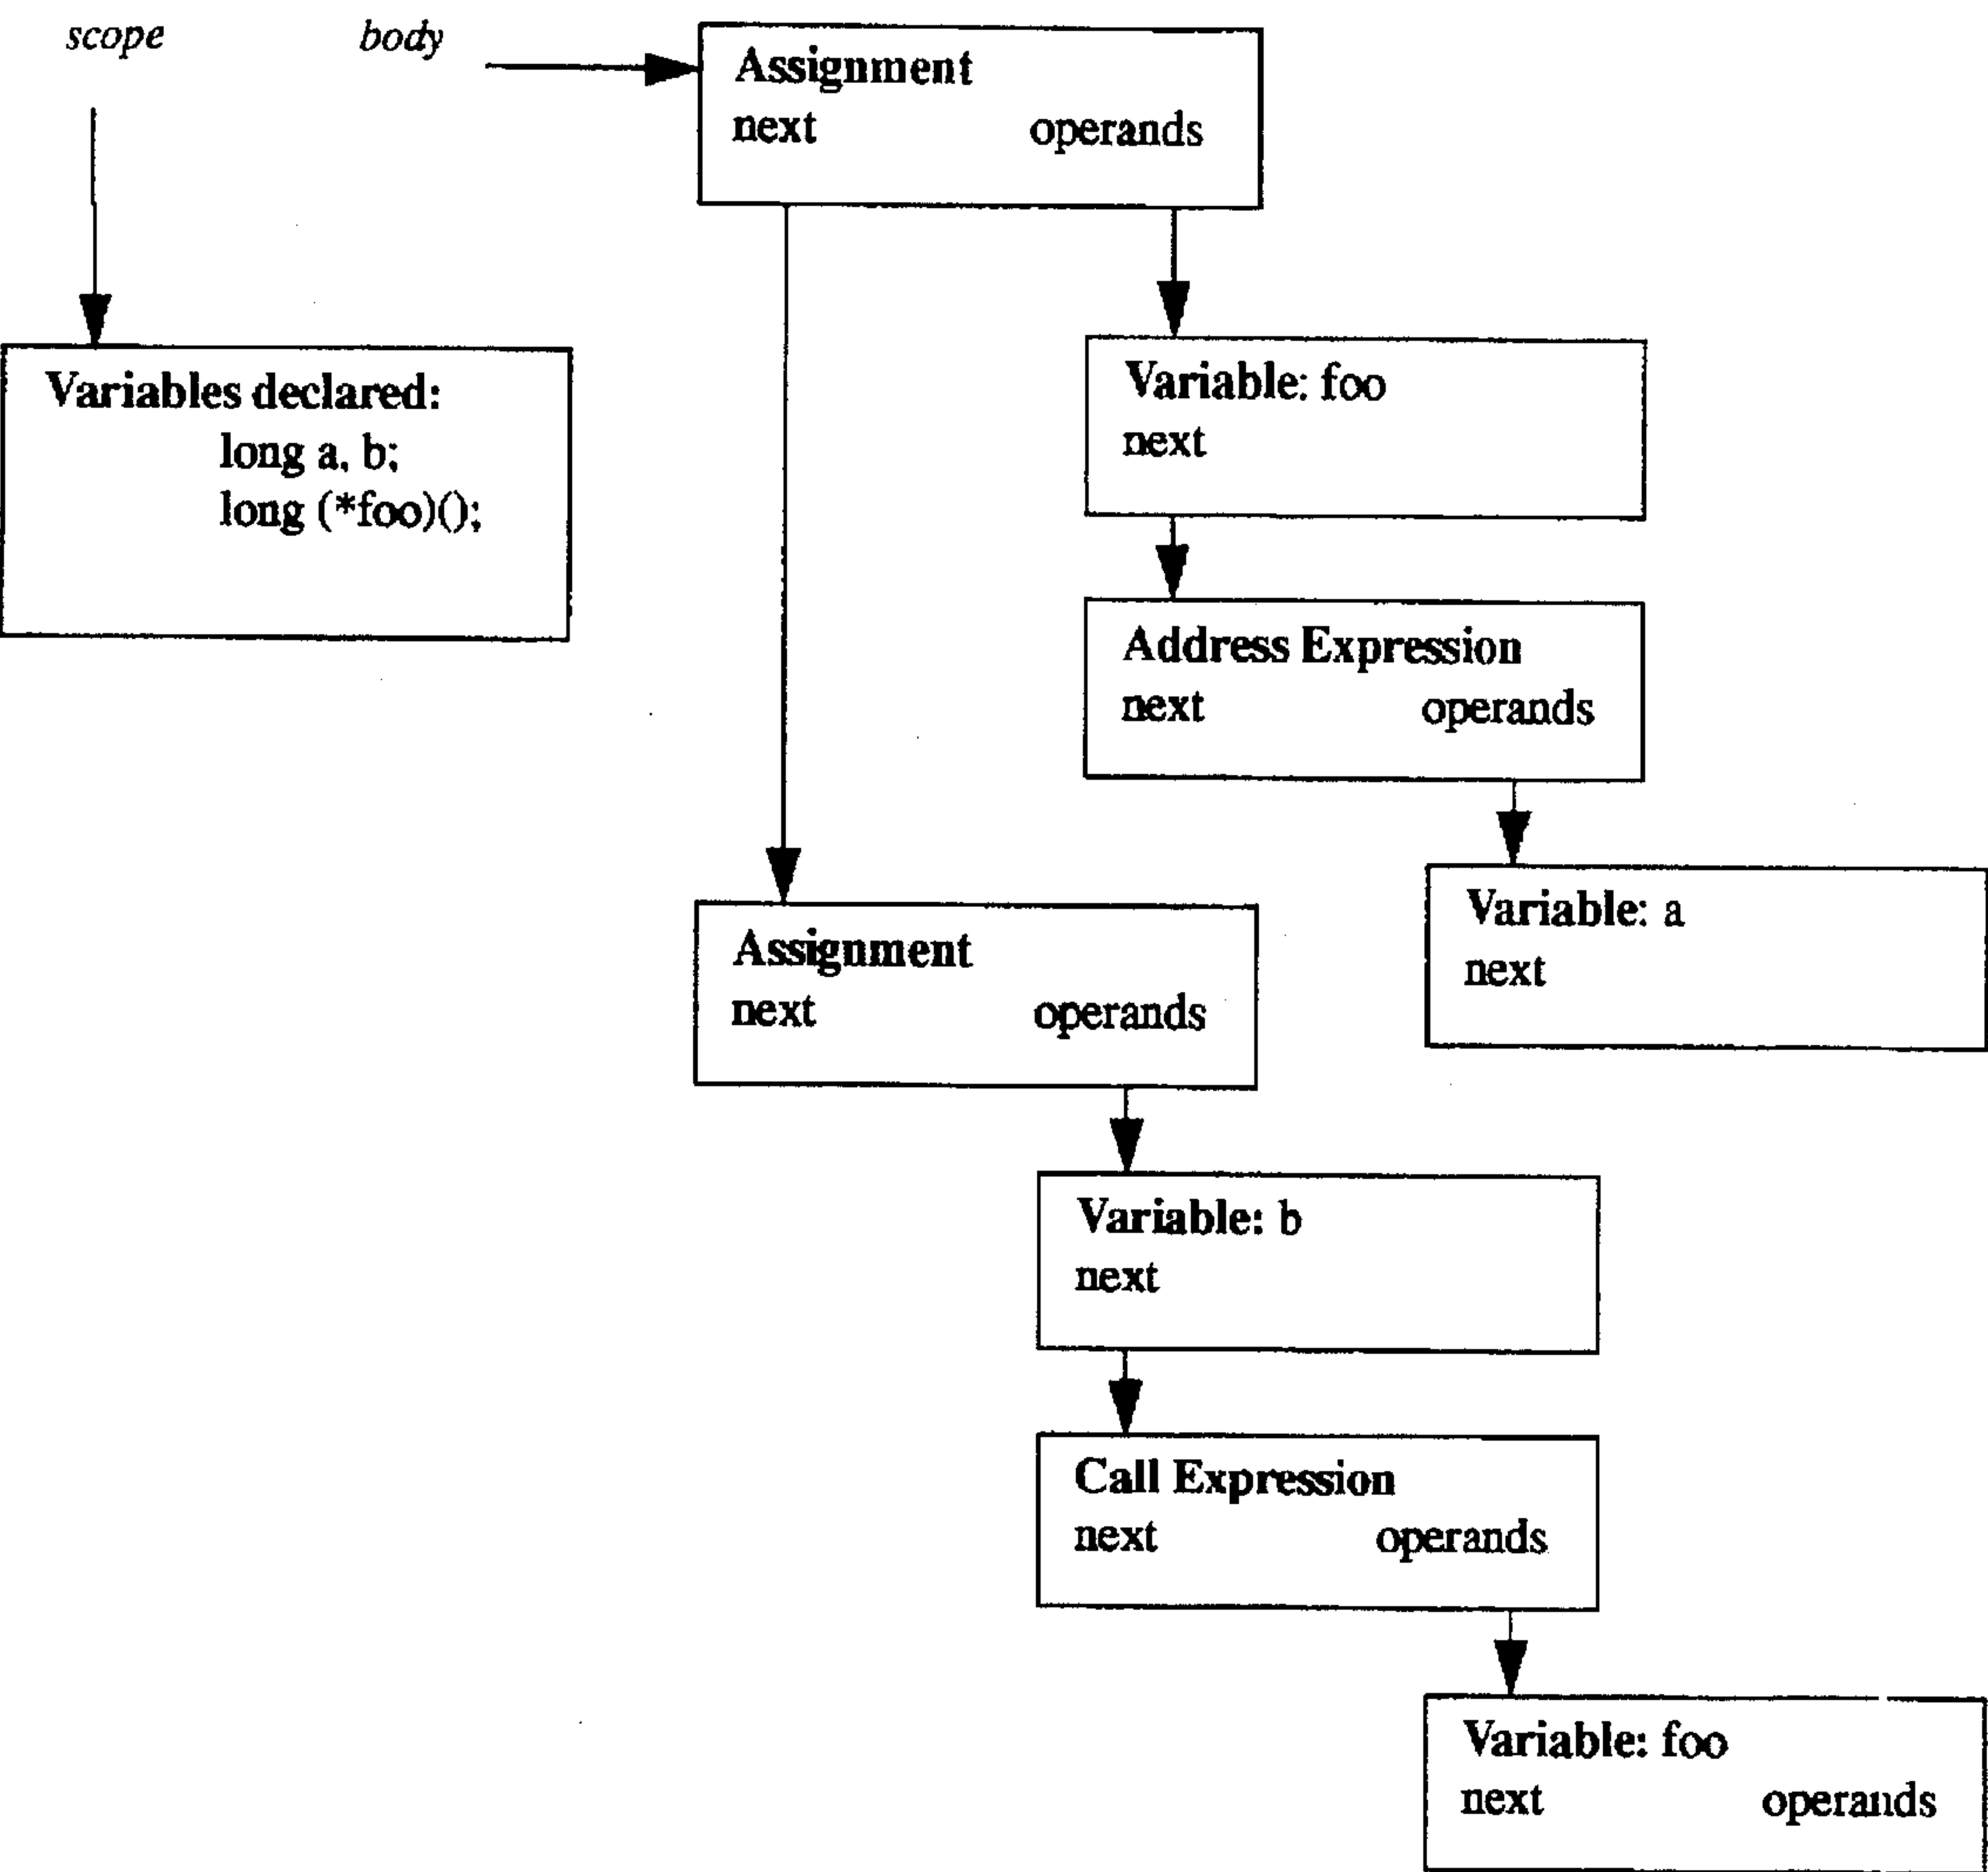 scope
body
Assignment
next operands
Variables declared:
long a, b;
long (*foo)();
Variable: foo
next
Address Expression
next operands
Variable: a
next
Assignment
next operands
Variable: b
next
Call Expression
next operands
Variable: foo
next operands